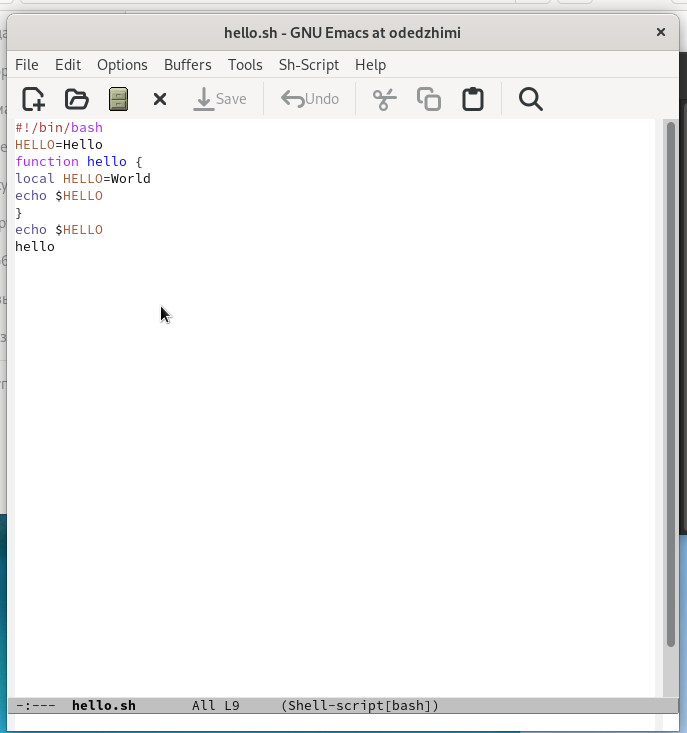 hello.sh - GNU Emacs at odedzhimi
File Edit Options Buffers Tools Sh-Script Help
Save Undo
#!/bin/bash
HELLO=Hello
function hello {
local HELLO=World
echo $HELLO
}
echo $HELLO
hello
-:--- hello.sh All L9 (Shell-script[bash])